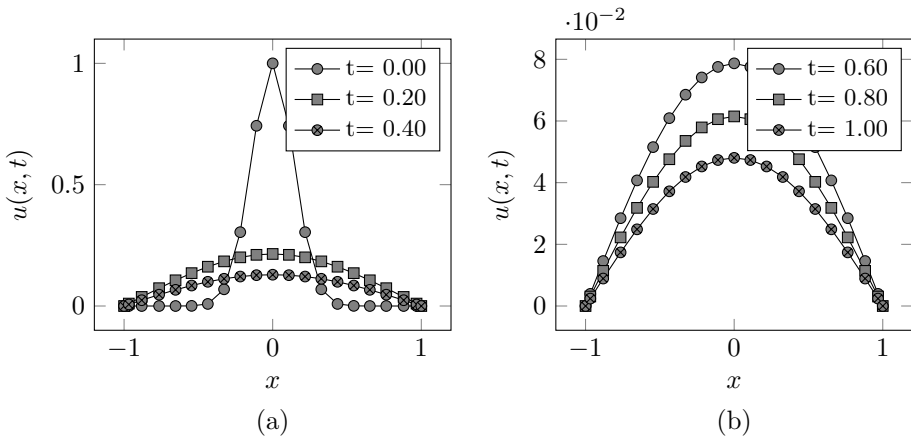 ·10⁻²
1
0.5
0
−1
0
1
x
u(x, t)
t= 0.00
t= 0.20
t= 0.40
(a)
8
6
4
2
0
−1
0
1
x
u(x, t)
t= 0.60
t= 0.80
t= 1.00
(b)